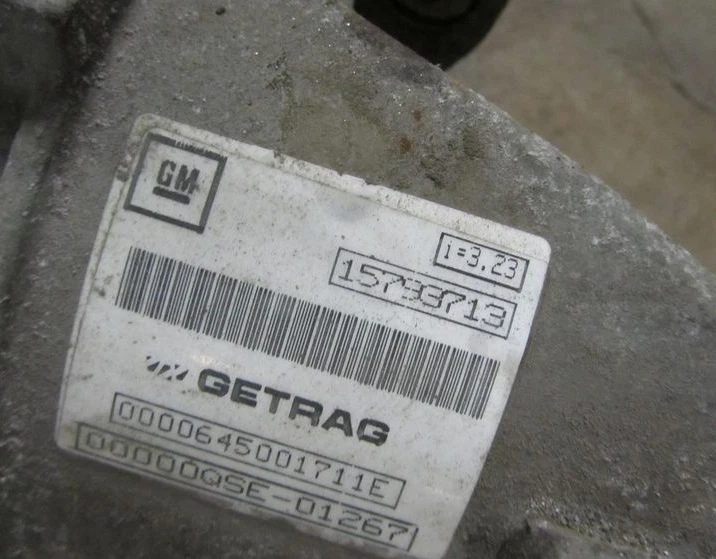 GM
i=3.23
15793713
GETRAG
0000645001711E
00000QSE-01267